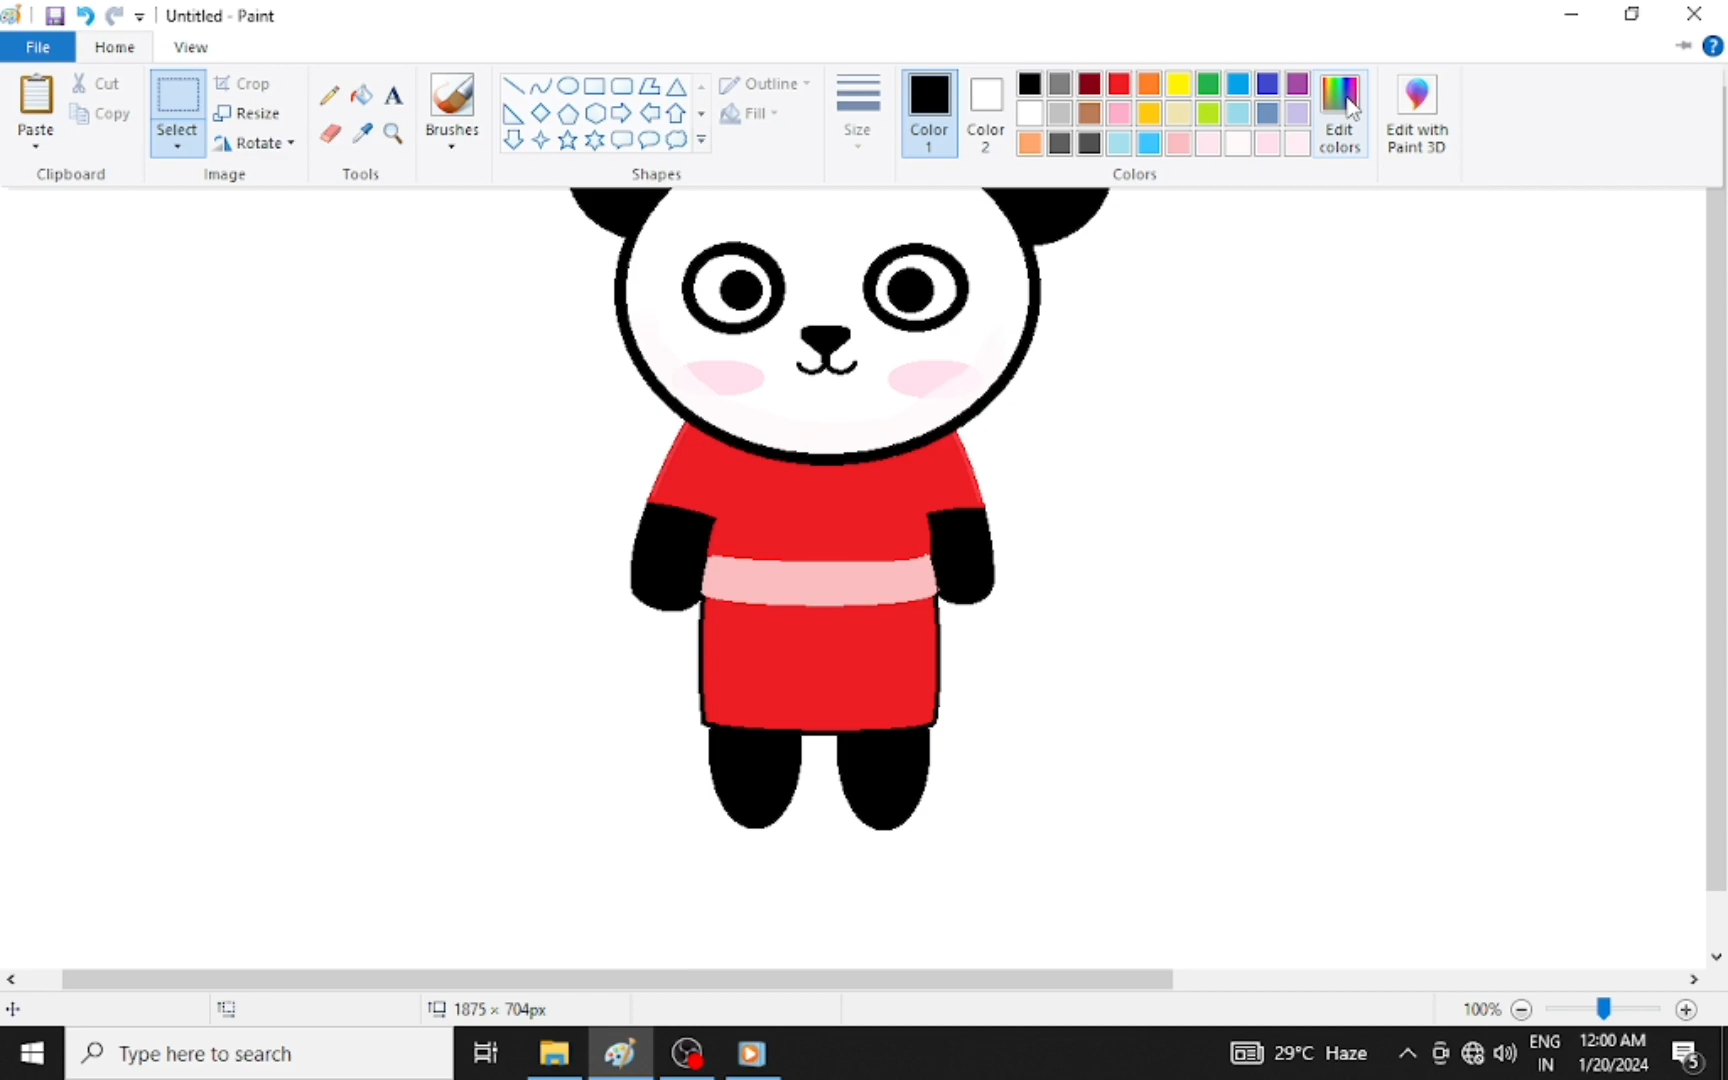 Untitled - Paint
File
Home
View
Paste
Cut
Copy
Clipboard
Select
Crop
Resize
Rotate
Image
A
Tools
Brushes
Shapes
Outline
Fill
Size
Color
1
Color
2
Colors
Edit
colors
Edit with
Paint 3D
?
1875 × 704px
100%
Type here to search
29°C Haze
ENG
IN
12:00 AM
1/20/2024
5